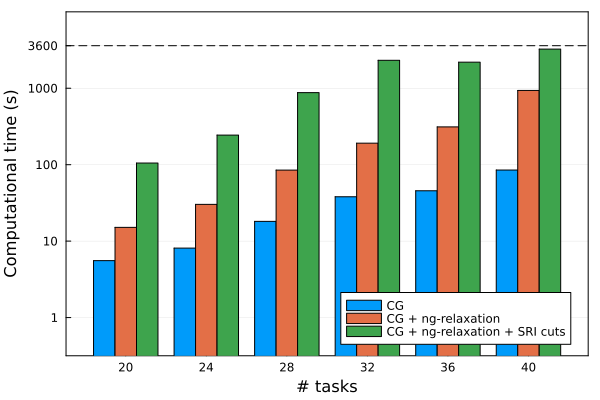 Computational time (s)
3600
1000
100
10
1
CG
CG + ng-relaxation
CG + ng-relaxation + SRI cuts
20 24 28 32 36 40
# tasks